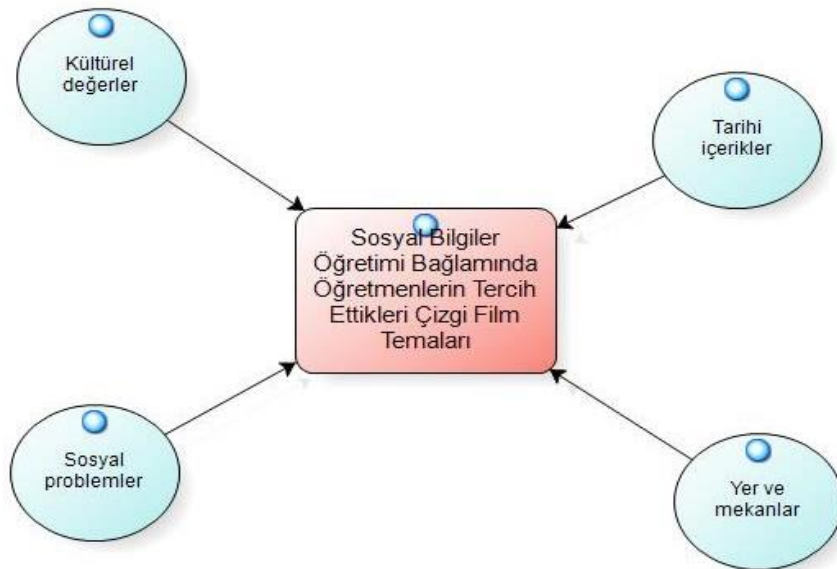 Kültürel
değerler
Tarihi
içerikler
Sosyal Bilgiler
Öğretimi Bağlamında
Öğretmenlerin Tercih
Ettikleri Çizgi Film
Temaları
Sosyal
problemler
Yer ve
mekanlar